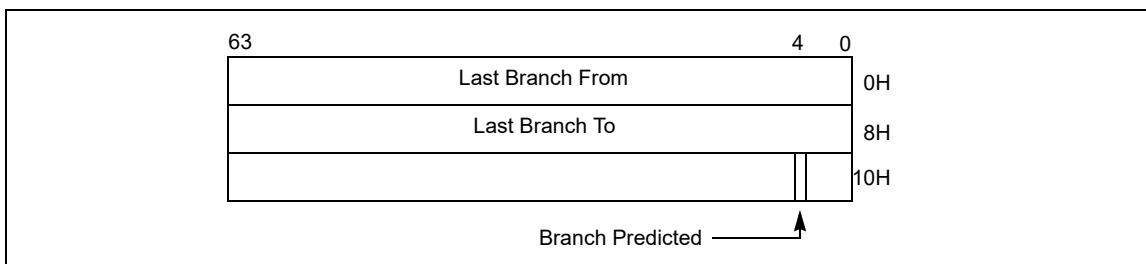 63 4 0
Last Branch From 0H
Last Branch To 8H
10H
Branch Predicted